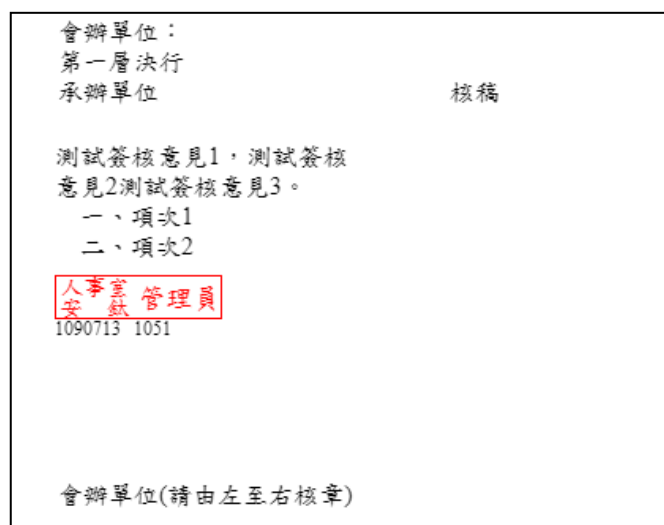 會辦單位：
第一層決行
承辦單位 核稿
測試簽核意見1，測試簽核
意見2測試簽核意見3。
一、項次1
二、項次2
人事室 管理員
安 鈦
1090713 1051
會辦單位(請由左至右核章)